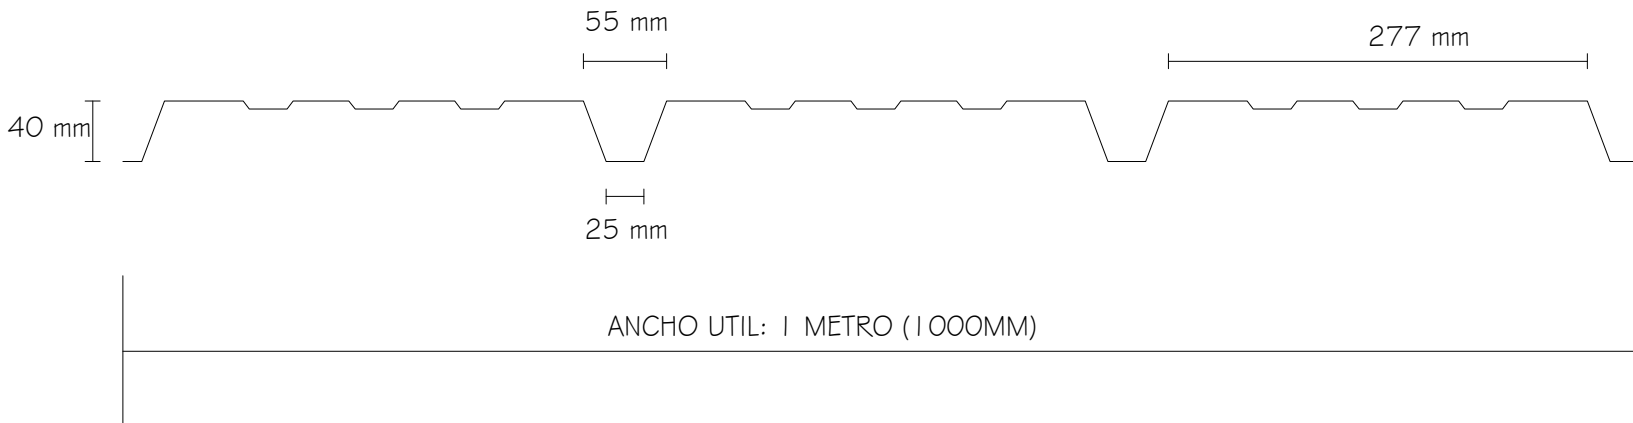 55 mm
277 mm
40 mm
25 mm
ANCHO UTIL: 1 METRO (1000MM)